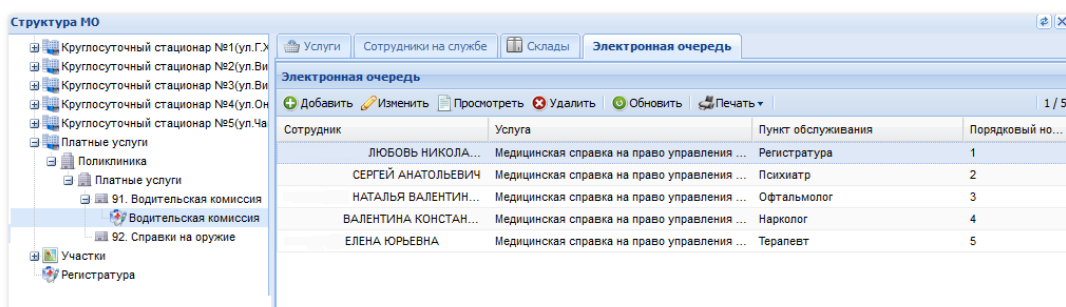 Структура МО
Круглосуточный стационар №1(ул.Г.Х
Круглосуточный стационар №2(ул.Ви
Круглосуточный стационар №3(ул.Ви
Круглосуточный стационар №4(ул.Он
Круглосуточный стационар №5(ул.Ча
Платные услуги
Поликлиника
Платные услуги
91. Водительская комиссия
Водительская комиссия
92. Справки на оружие
Участки
Регистратура
Услуги Сотрудники на службе Склады Электронная очередь
Электронная очередь
Добавить Изменить Просмотреть Удалить Обновить Печать 1 / 5
Сотрудник Услуга Пункт обслуживания Порядковый но...
ЛЮБОВЬ НИКОЛА... Медицинская справка на право управления ... Регистратура 1
СЕРГЕЙ АНАТОЛЬЕВИЧ Медицинская справка на право управления ... Психиатр 2
НАТАЛЬЯ ВАЛЕНТИН... Медицинская справка на право управления ... Офтальмолог 3
ВАЛЕНТИНА КОНСТАН... Медицинская справка на право управления ... Нарколог 4
ЕЛЕНА ЮРЬЕВНА Медицинская справка на право управления ... Терапевт 5